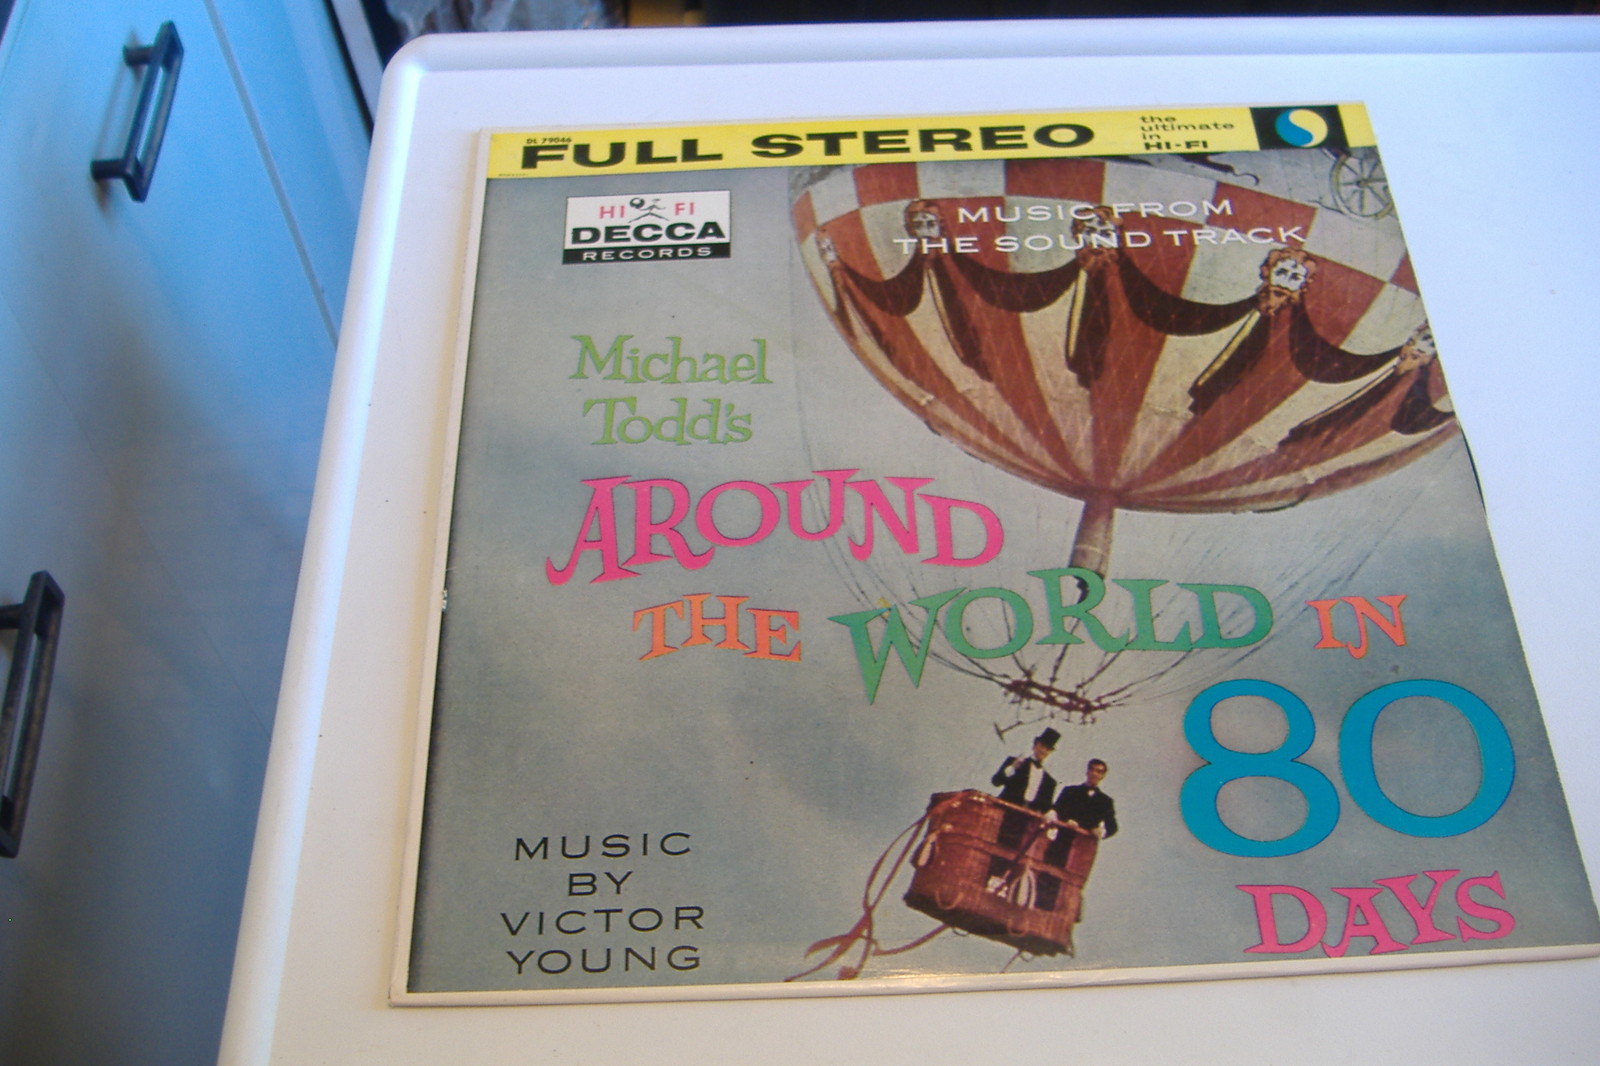 DL 79046
FULL STEREO
the
ultimate
in
HI-FI
HI FI
DECCA
RECORDS
MUSIC FROM
THE SOUND TRACK
Michael
Todd's
AROUND
THE WORLD IN
80
DAYS
MUSIC
BY
VICTOR
YOUNG